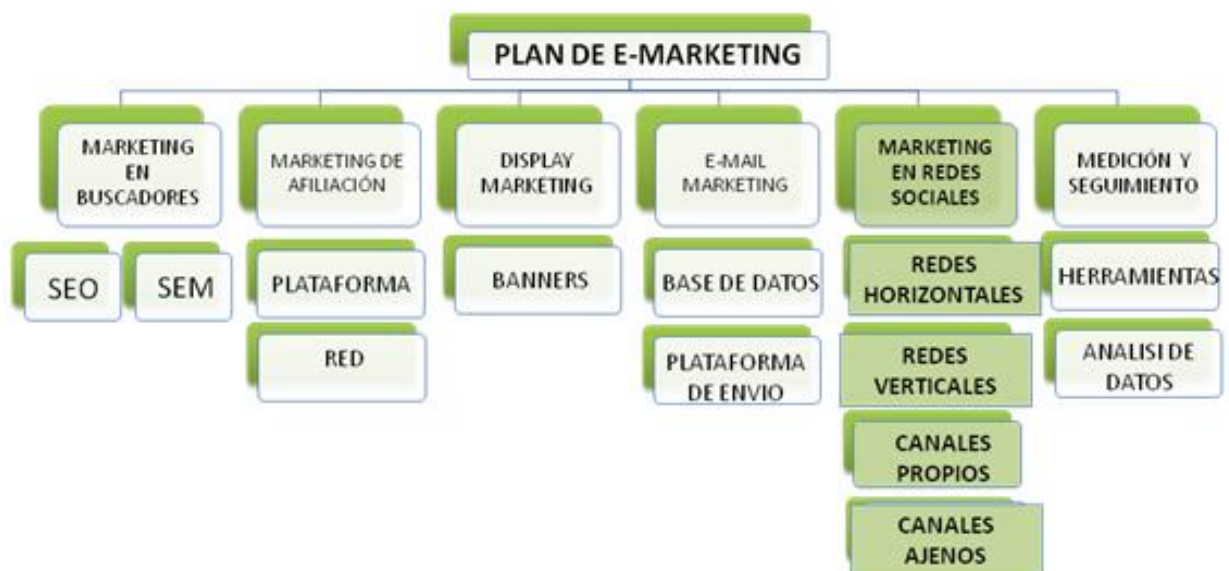 PLAN DE E-MARKETING
MARKETING
EN
BUSCADORES
MARKETING DE
AFILIACIÓN
DISPLAY
MARKETING
E-MAIL
MARKETING
MARKETING
EN REDES
SOCIALES
MEDICIÓN Y
SEGUIMIENTO
SEO
SEM
PLATAFORMA
RED
BANNERS
BASE DE DATOS
PLATAFORMA
DE ENVIO
REDES
HORIZONTALES
REDES
VERTICALES
CANALES
PROPIOS
CANALES
AJENOS
HERRAMIENTAS
ANALISI DE
DATOS